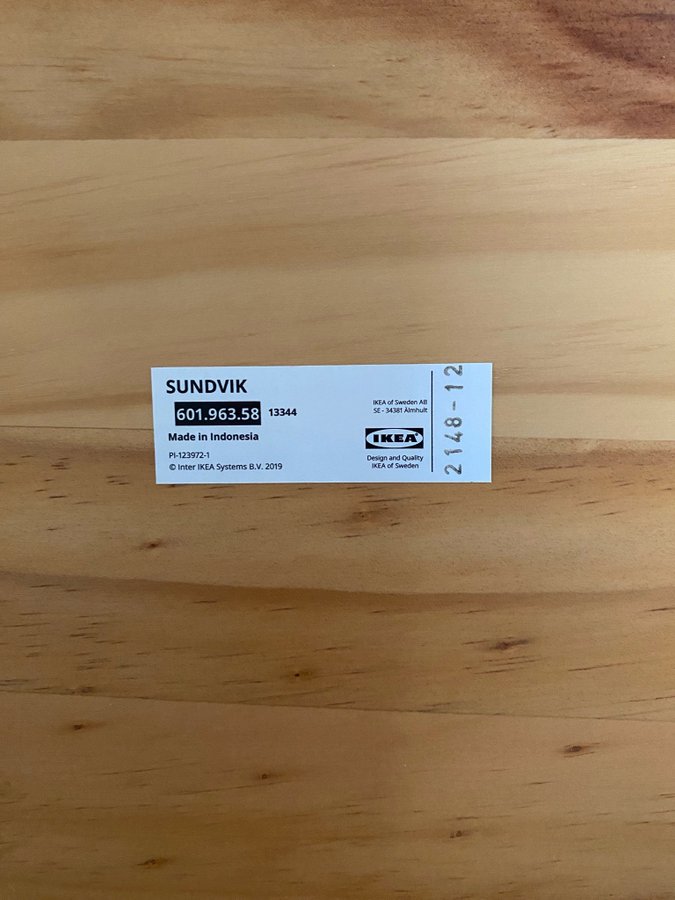 SUNDVIK
601.963.58 13344
Made in Indonesia
PI-123972-1
© Inter IKEA Systems B.V. 2019
IKEA of Sweden AB
SE - 34381 Älmhult
IKEA
Design and Quality
IKEA of Sweden
2148-12